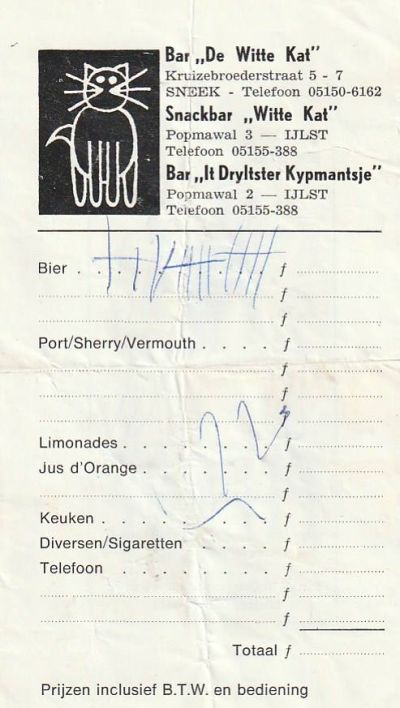 Bar „De Witte Kat”
Kruizebroederstraat 5 - 7
SNEEK - Telefoon 05150-6162
Snackbar „Witte Kat”
Popmawal 3 — IJLST
Telefoon 05155-388
Bar „It Dryltster Kypmantsje”
Popmawal 2 — IJLST
Telefoon 05155-388
Bier . . . . . . . . . ƒ
ƒ
ƒ
Port/Sherry/Vermouth . . . . ƒ
ƒ
ƒ
ƒ
Limonades . . . . . . . ƒ
Jus d'Orange . . . . . . ƒ
ƒ
Keuken . . . . . . . . ƒ
Diversen/Sigaretten . . . . ƒ
Telefoon . . . . . . . ƒ
ƒ
ƒ
Totaal ƒ
Prijzen inclusief B.T.W. en bediening